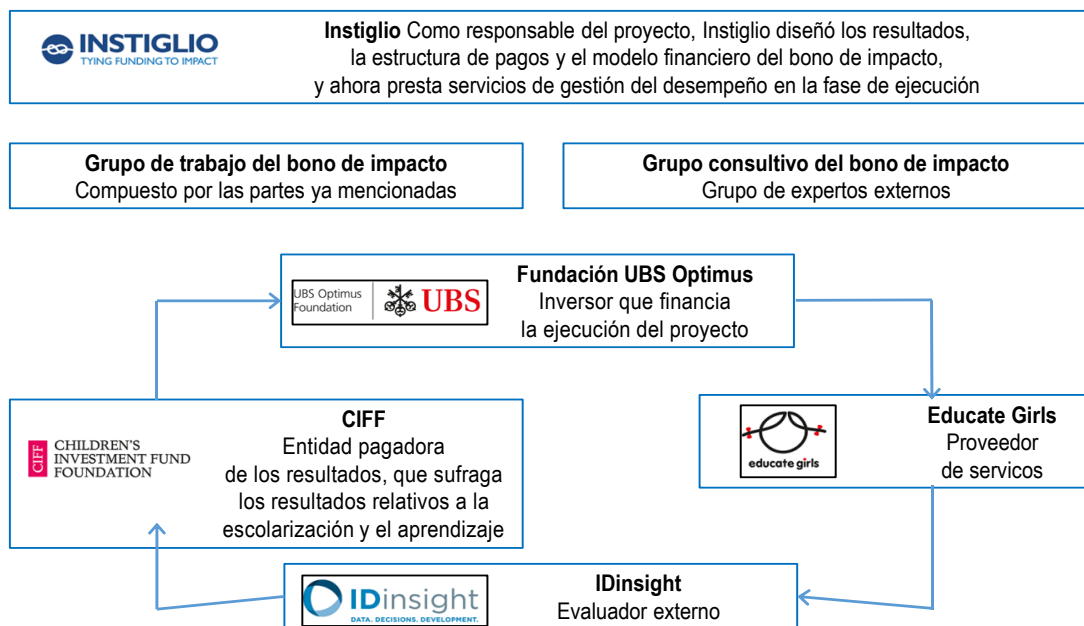 INSTIGLIO
TYING FUNDING TO IMPACT
Instiglio Como responsable del proyecto, Instiglio diseñó los resultados,
la estructura de pagos y el modelo financiero del bono de impacto,
y ahora presta servicios de gestión del desempeño en la fase de ejecución
Grupo de trabajo del bono de impacto
Compuesto por las partes ya mencionadas
Grupo consultivo del bono de impacto
Grupo de expertos externos
UBS Optimus
Foundation
UBS
Fundación UBS Optimus
Inversor que financia
la ejecución del proyecto
CIFF
CHILDREN'S
INVESTMENT FUND
FOUNDATION
CIFF
Entidad pagadora
de los resultados, que sufraga
los resultados relativos a la
escolarización y el aprendizaje
educate girls
Educate Girls
Proveedor
de servicos
IDinsight
DATA. DECISIONS. DEVELOPMENT.
IDinsight
Evaluador externo